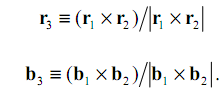 r₃ ≡ (r₁ × r₂)/|r₁ × r₂|
b₃ ≡ (b₁ × b₂)/|b₁ × b₂|.